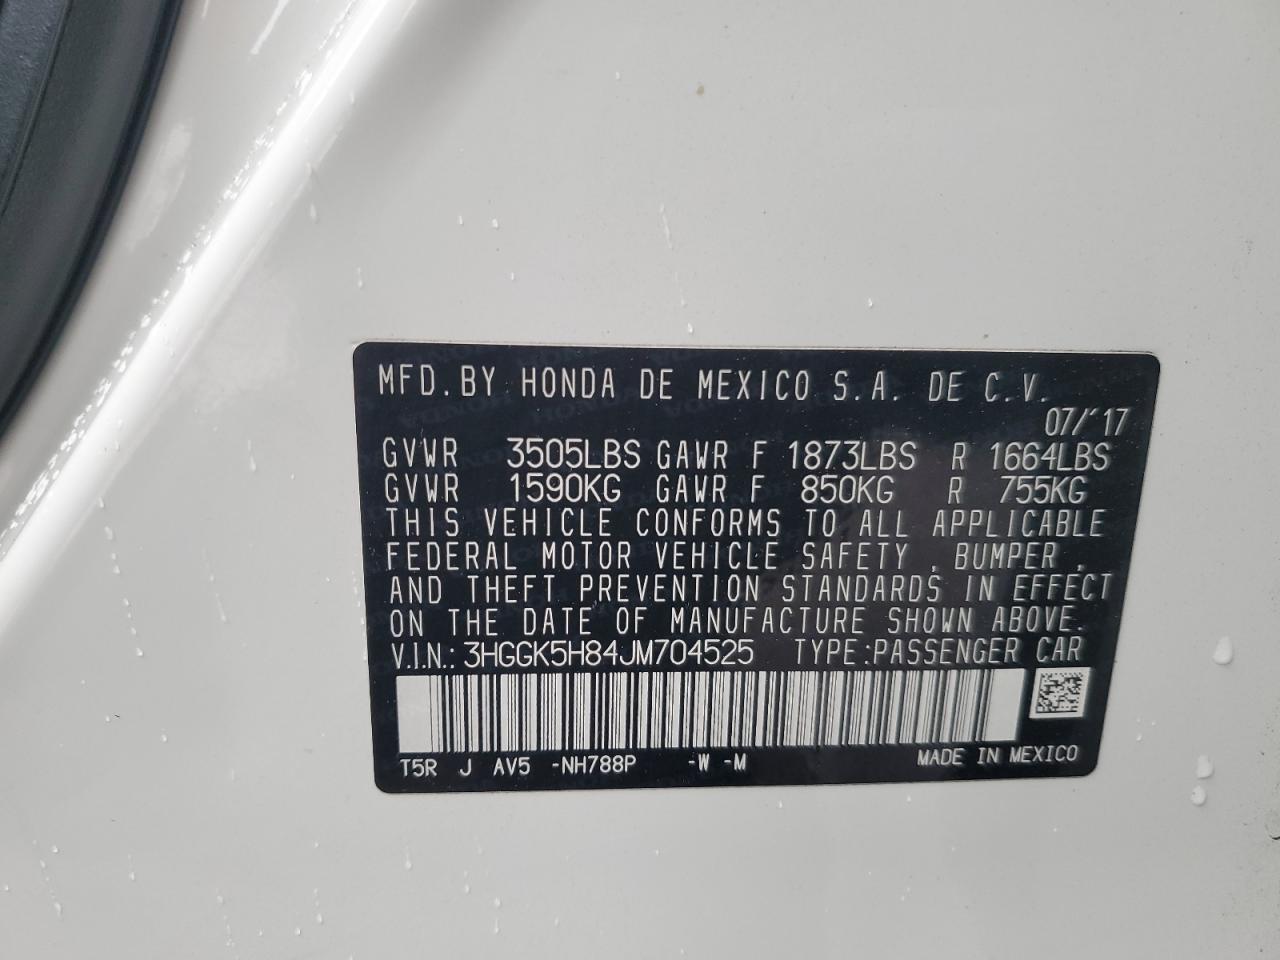 MFD.BY HONDA DE MEXICO S.A. DE C.V.
07/'17
GVWR 3505LBS GAWR F 1873LBS R 1664LBS
GVWR 1590KG GAWR F 850KG R 755KG
THIS VEHICLE CONFORMS TO ALL APPLICABLE
FEDERAL MOTOR VEHICLE SAFETY , BUMPER ,
AND THEFT PREVENTION STANDARDS IN EFFECT
ON THE DATE OF MANUFACTURE SHOWN ABOVE.
V.I.N.: 3HGGK5H84JM704525 TYPE:PASSENGER CAR
T5R J AV5 -NH788P -W -M MADE IN MEXICO